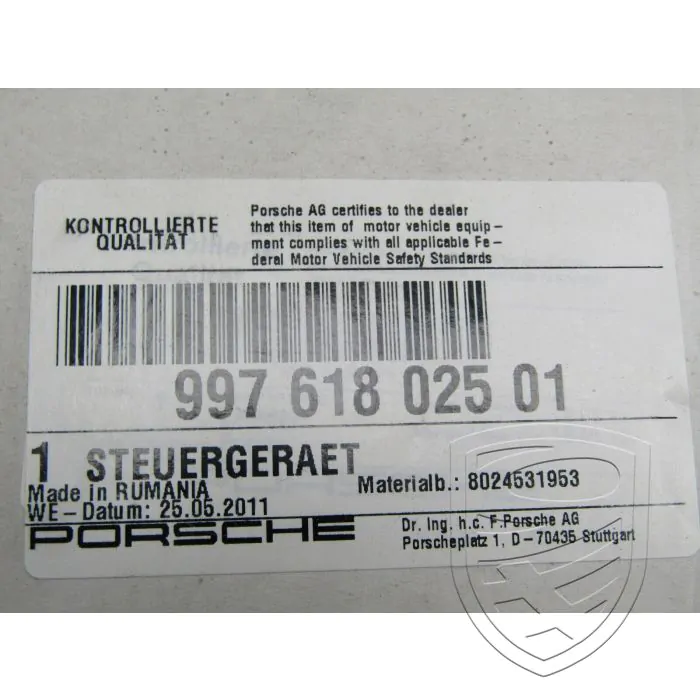 KONTROLLIERTE
QUALITAT
Porsche AG certifies to the dealer
that this item of motor vehicle equip-
ment complies with all applicable Fe-
deral Motor Vehicle Safety Standards
997 618 025 01
1 STEUERGERAET
Made in RUMANIA
Materialb.: 8024531953
WE-Datum: 25.05.2011
PORSCHE
Dr. Ing. h.c. F.Porsche AG
Porscheplatz 1, D-70435 Stuttgart